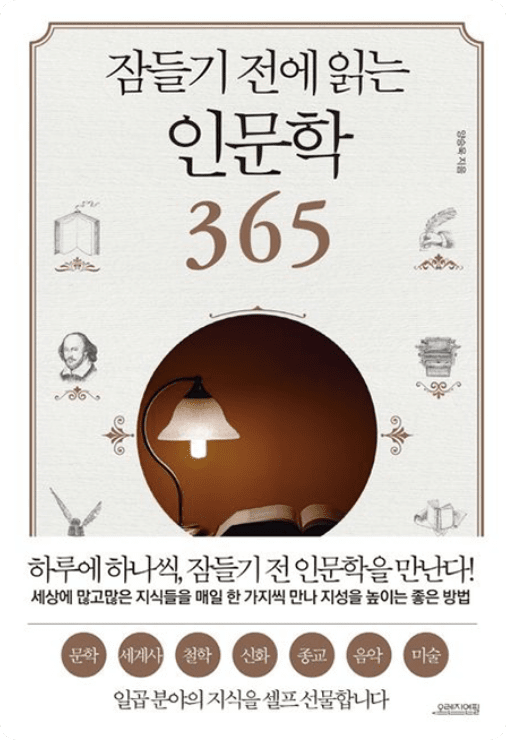 잠들기 전에 읽는
인문학
365
양승욱 지음
하루에 하나씩, 잠들기 전 인문학을 만난다!
세상에 많고많은 지식들을 매일 한 가지씩 만나 지성을 높이는 좋은 방법
문학 세계사 철학 신화 종교 음악 미술
일곱 분야의 지식을 셀프 선물합니다
오렌지연필